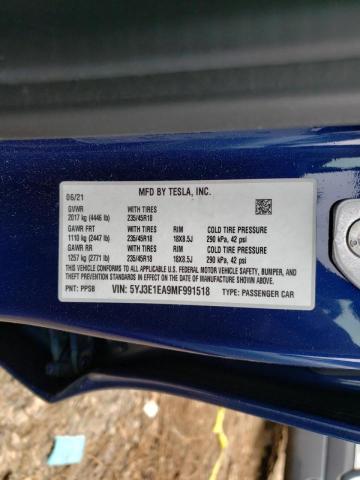 MFD BY TESLA, INC.
06/21
GVWR WITH TIRES
2017 kg (4446 lb) 235/45R18
GAWR FRT WITH TIRES RIM COLD TIRE PRESSURE
1110 kg (2447 lb) 235/45R18 18X8.5J 290 kPa, 42 psi
GAWR RR WITH TIRES RIM COLD TIRE PRESSURE
1257 kg (2771 lb) 235/45R18 18X8.5J 290 kPa, 42 psi
THIS VEHICLE CONFORMS TO ALL APPLICABLE FEDERAL MOTOR VEHICLE SAFETY, BUMPER, AND
THEFT PREVENTION STANDARDS IN EFFECT ON THE DATE OF MANUFACTURE SHOWN ABOVE.
PNT: PPSB VIN: 5YJ3E1EA9MF991518 TYPE: PASSENGER CAR